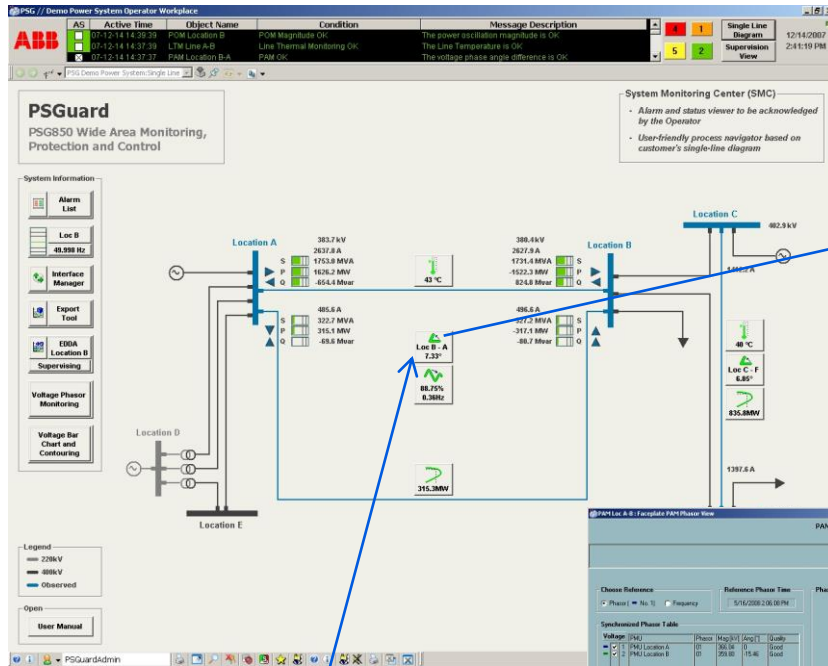 PSG // Demo Power System Operator Workplace
AS Active Time Object Name Condition Message Description
07-12-14 14:39:39 POM Location B POM Magnitude OK The power oscillation magnitude is OK
07-12-14 14:37:39 LTM Line A-B Line Thermal Monitoring OK The Line Temperature is OK
07-12-14 14:37:37 PAM Location B-A PAM OK The voltage phase angle difference is OK
ABB
4 1
5 2
Single Line Diagram
Supervision View
12/14/2007
2:41:19 PM
PSG Demo Power System:Single Line
PSGuard
PSG850 Wide Area Monitoring,
Protection and Control
System Monitoring Center (SMC)
- Alarm and status viewer to be acknowledged
by the Operator
- User-friendly process navigator based on
customer's single-line diagram
System Information
Alarm List
Loc B
49.998 Hz
Interface Manager
Export Tool
EDDA Location B
Supervising
Voltage Phasor Monitoring
Voltage Bar Chart and Contouring
Legend
220kV
400kV
Observed
Open
User Manual
Location A
383.7 kV
2637.8 A
S 1753.8 MVA
P 1626.2 MW
Q -654.4 Mvar
485.6 A
S 322.7 MVA
P 315.1 MW
Q -69.6 Mvar
43 °C
Loc B - A
7.33°
88.75%
0.36Hz
315.3MW
380.4 kV
2627.9 A
1731.4 MVA S
-1522.3 MW P
824.8 Mvar Q
496.6 A
327.2 MVA S
-317.1 MW P
-80.7 Mvar Q
Location B
Location C
402.9 kV
40 °C
Loc C - F
6.05°
835.8MW
1397.6 A
Location D
Location E
PAM Loc A-B : Faceplate PAM Phasor View
PAM
Choose Reference
Phasor ( No. 1) Frequency
Reference Phasor Time
5/16/2008 2:06:08 PM
Phas
Synchronized Phasor Table
Voltage PMU Phasor Mag[kV] Ang [°] Quality
1 PMU Location A 01 366.04 0 Good
2 PMU Location B 01 359.80 -15.46 Good
PSGuardAdmin